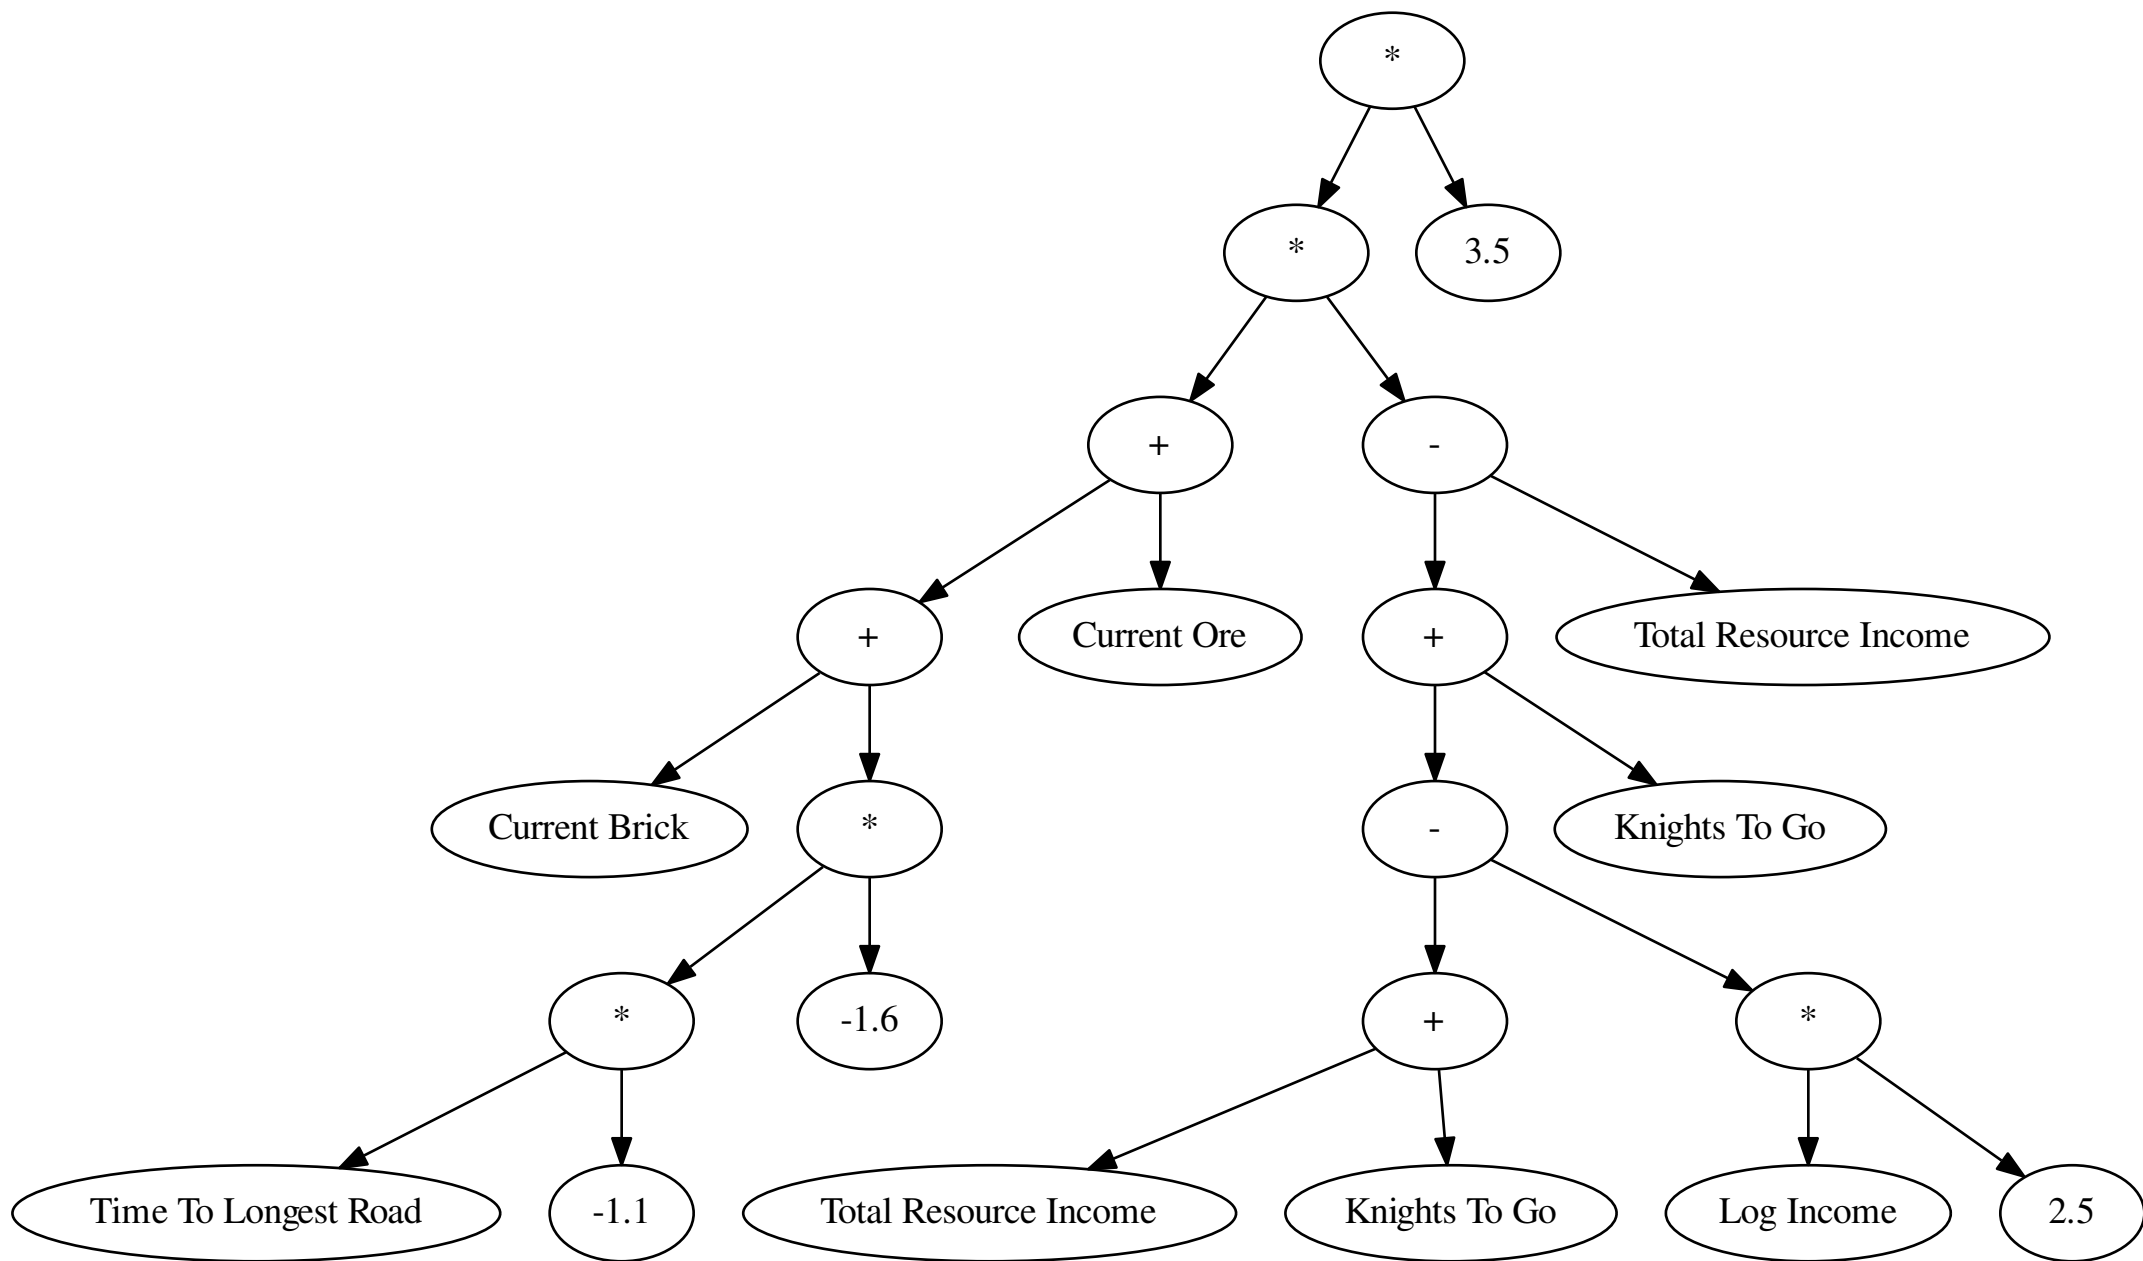 *
*
3.5
+
-
+
Current Ore
+
Total Resource Income
Current Brick
*
-
Knights To Go
*
-1.6
+
*
Time To Longest Road
-1.1
Total Resource Income
Knights To Go
Log Income
2.5